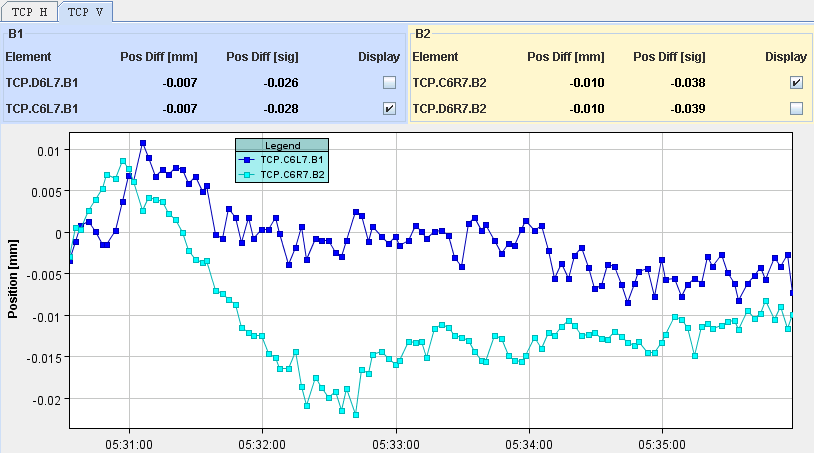 TCP H TCP V
B1
Element Pos Diff [mm] Pos Diff [sig] Display
TCP.D6L7.B1 -0.007 -0.026
TCP.C6L7.B1 -0.007 -0.028
B2
Element Pos Diff [mm] Pos Diff [sig] Display
TCP.C6R7.B2 -0.010 -0.038
TCP.D6R7.B2 -0.010 -0.039
Legend
TCP.C6L7.B1
TCP.C6R7.B2
Position [mm]
0.01
0.005
0
-0.005
-0.01
-0.015
-0.02
05:31:00 05:32:00 05:33:00 05:34:00 05:35:00